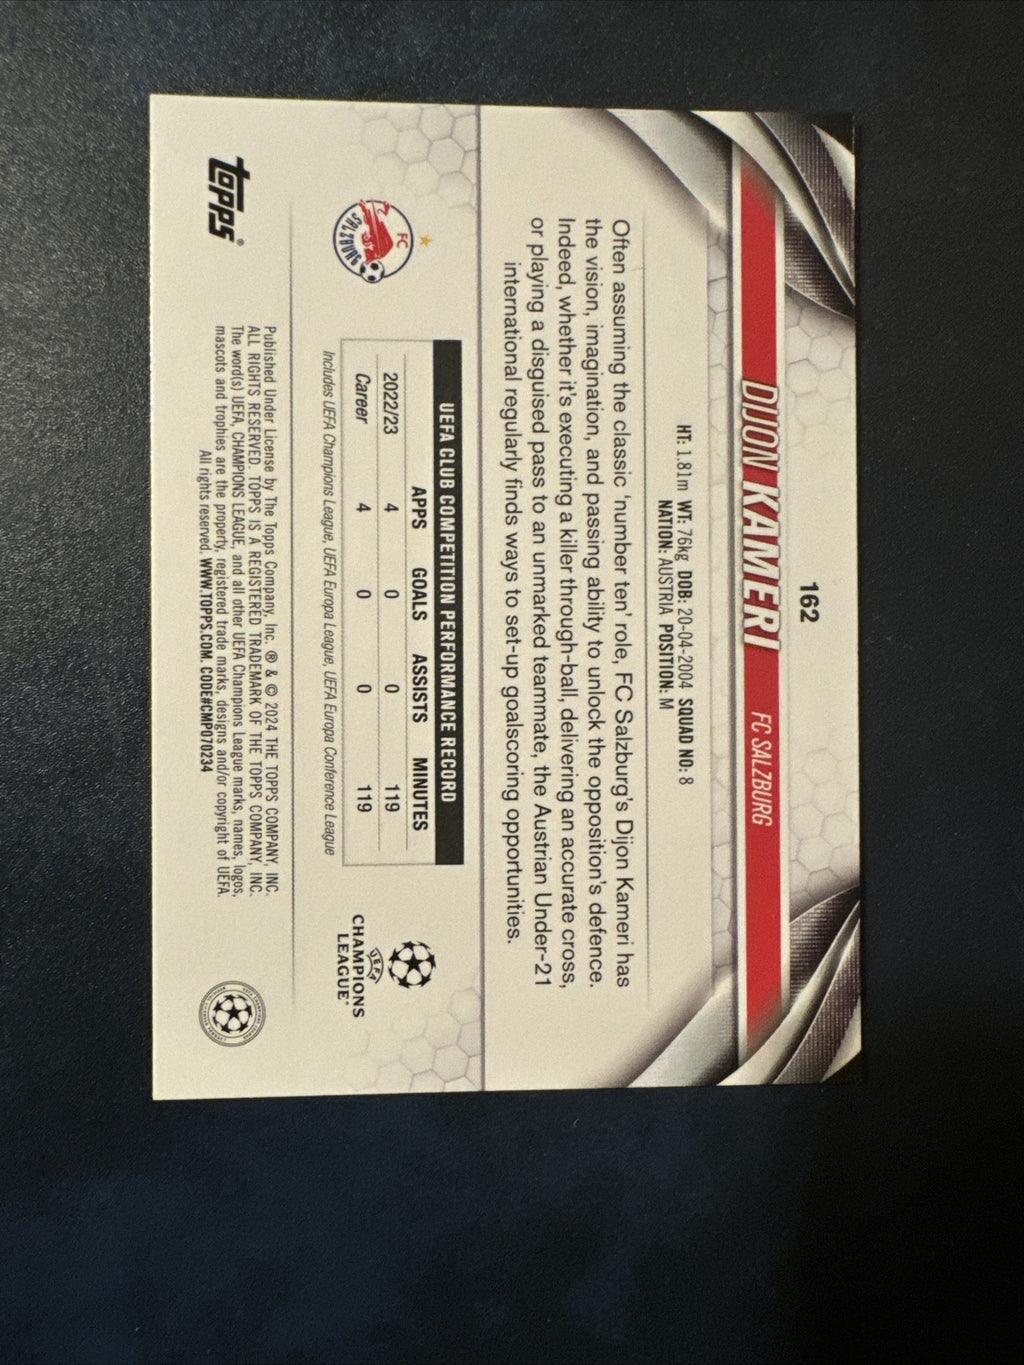 162
DIJON KAMERI FC SALZBURG
HT: 1.81m WT: 76kg DOB: 20-04-2004 SQUAD NO: 8
NATION: AUSTRIA POSITION: M
Often assuming the classic 'number ten' role, FC Salzburg's Dijon Kameri has
the vision, imagination, and passing ability to unlock the opposition's defence.
Indeed, whether it's executing a killer through-ball, delivering an accurate cross,
or playing a disguised pass to an unmarked teammate, the Austrian Under-21
international regularly finds ways to set-up goalscoring opportunities.
FC
SALZBURG
UEFA CLUB COMPETITION PERFORMANCE RECORD
APPS GOALS ASSISTS MINUTES
2022/23 4 0 0 119
Career 4 0 0 119
Includes UEFA Champions League, UEFA Europa League, UEFA Europa Conference League
UEFA
CHAMPIONS
LEAGUE®
topps®
Published Under License by The Topps Company, Inc. ® & © 2024 THE TOPPS COMPANY, INC.
ALL RIGHTS RESERVED. TOPPS IS A REGISTERED TRADEMARK OF THE TOPPS COMPANY, INC.
The word(s) UEFA, CHAMPIONS LEAGUE, and all other UEFA Champions League marks, names, logos,
mascots and trophies are the property, registered trade marks, designs and/or copyright of UEFA.
All rights reserved. WWW.TOPPS.COM. CODE#CMP070234